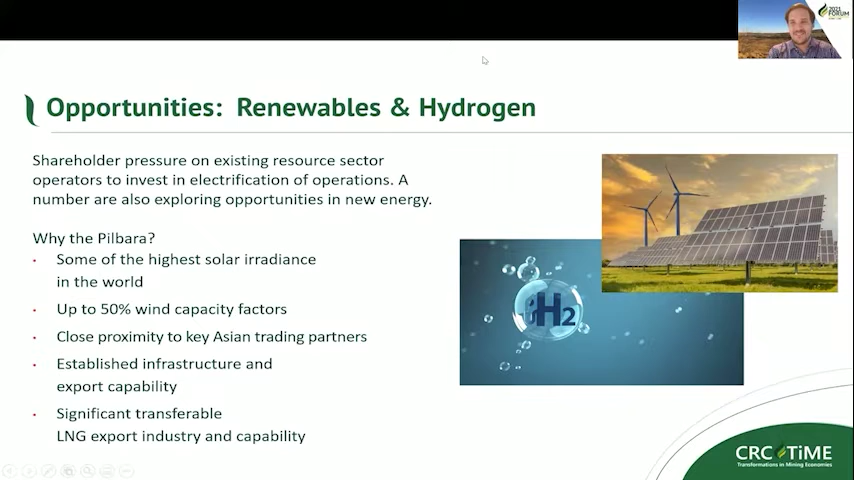 2021
FORUM
Opportunities: Renewables & Hydrogen
Shareholder pressure on existing resource sector
operators to invest in electrification of operations. A
number are also exploring opportunities in new energy.
Why the Pilbara?
• Some of the highest solar irradiance
in the world
• Up to 50% wind capacity factors
• Close proximity to key Asian trading partners
• Established infrastructure and
export capability
• Significant transferable
LNG export industry and capability
H2
CRC TiME
Transformations in Mining Economies